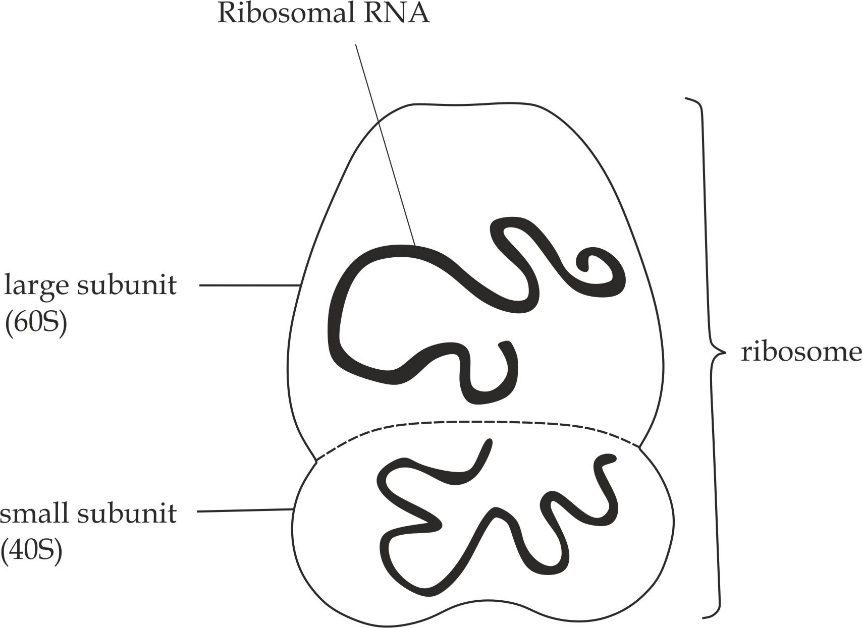 Ribosomal RNA
large subunit
(60S)
ribosome
small subunit
(40S)